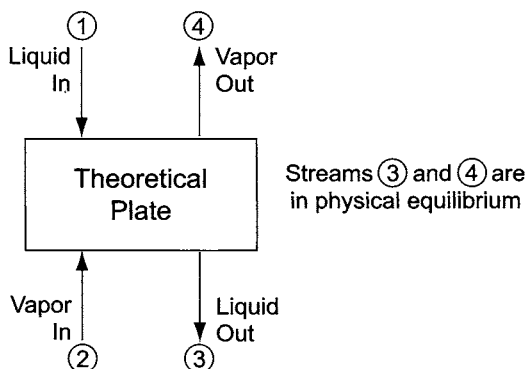 ① ④
Liquid
In
Vapor
Out
Theoretical
Plate
Streams ③ and ④ are
in physical equilibrium
Vapor
In
Liquid
Out
② ③